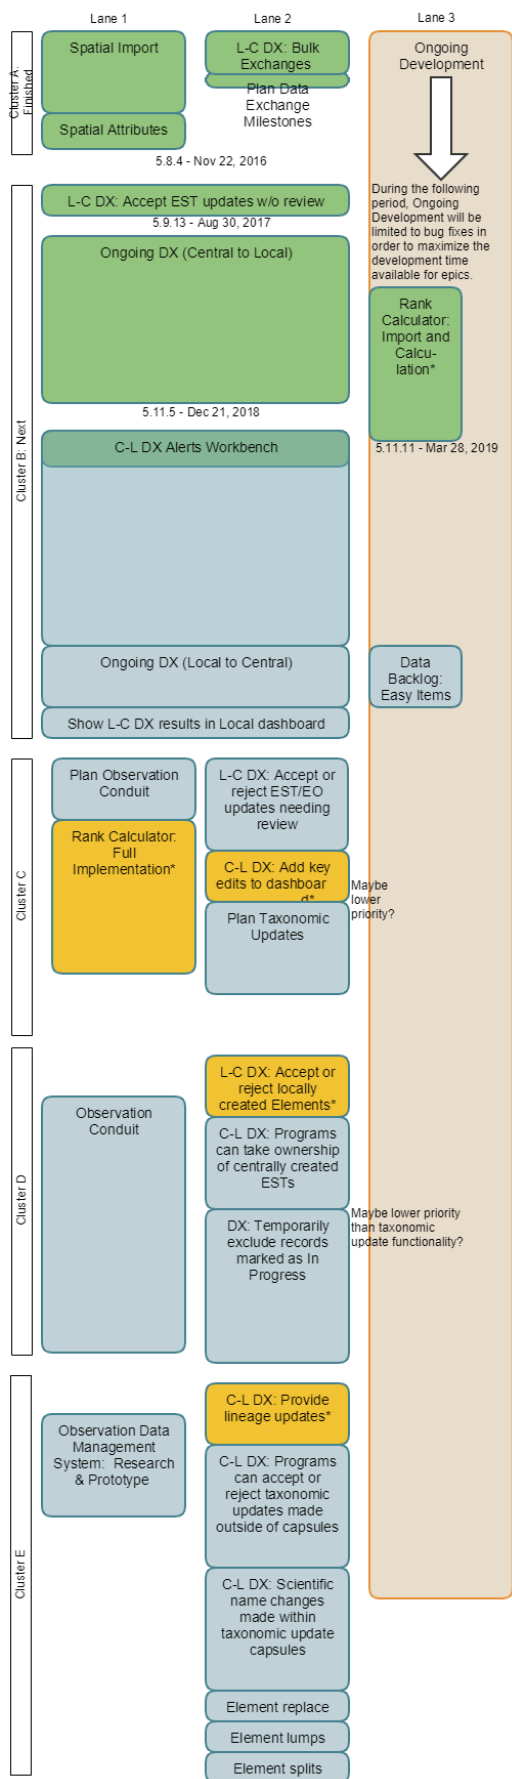 Lane 1
Lane 2
Lane 3
Cluster A:
Finished
Spatial Import
Spatial Attributes
L-C DX: Bulk
Exchanges
Plan Data
Exchange
Milestones
Ongoing
Development
5.8.4 - Nov 22, 2016
During the following
period, Ongoing
Development will be
limited to bug fixes in
order to maximize the
development time
available for epics.
Cluster B: Next
L-C DX: Accept EST updates w/o review
5.9.13 - Aug 30, 2017
Ongoing DX (Central to Local)
5.11.5 - Dec 21, 2018
Rank
Calculator:
Import and
Calcu-
lation*
5.11.11 - Mar 28, 2019
C-L DX Alerts Workbench
Ongoing DX (Local to Central)
Show L-C DX results in Local dashboard
Data
Backlog:
Easy Items
Cluster C
Plan Observation
Conduit
Rank Calculator:
Full
Implementation*
L-C DX: Accept or
reject EST/EO
updates needing
review
C-L DX: Add key
edits to dashboar
d*
Plan Taxonomic
Updates
Maybe
lower
priority?
Cluster D
Observation
Conduit
L-C DX: Accept or
reject locally
created Elements*
C-L DX: Programs
can take ownership
of centrally created
ESTs
DX: Temporarily
exclude records
marked as In
Progress
Maybe lower priority
than taxonomic
update functionality?
Cluster E
Observation Data
Management
System: Research
& Prototype
C-L DX: Provide
lineage updates*
C-L DX: Programs
can accept or
reject taxonomic
updates made
outside of capsules
C-L DX: Scientific
name changes
made within
taxonomic update
capsules
Element replace
Element lumps
Element splits